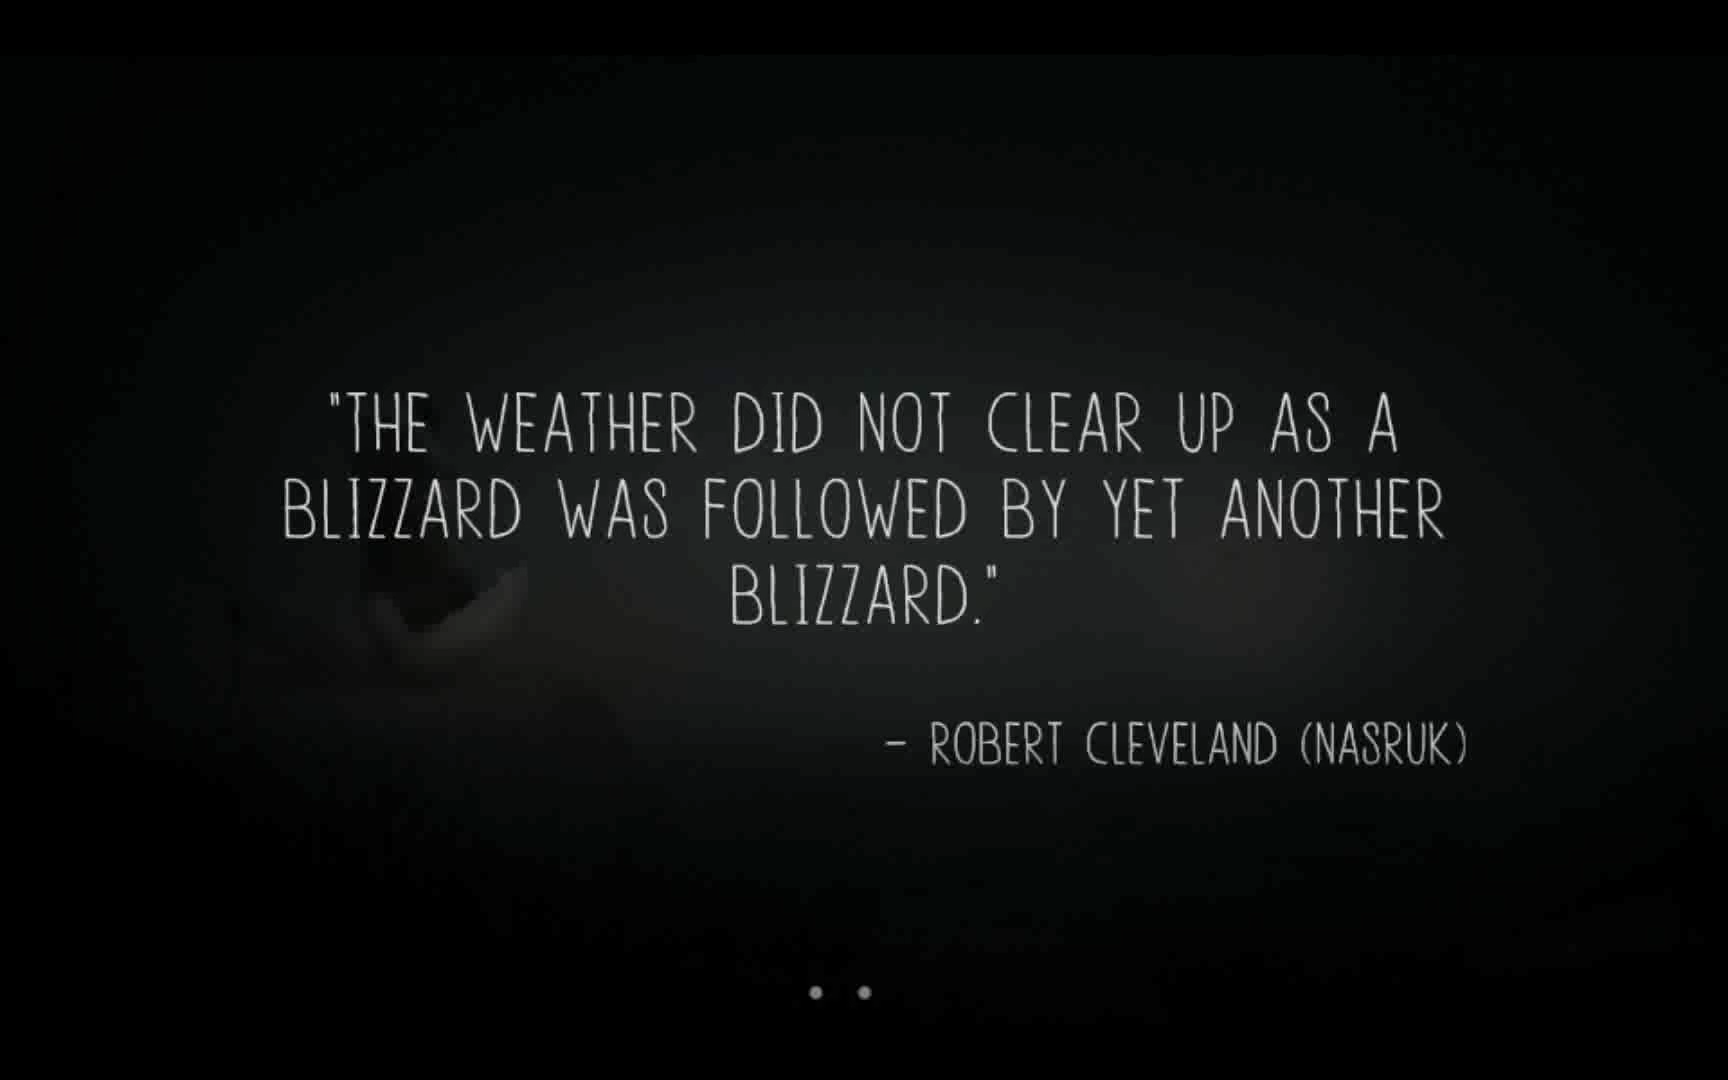 "THE WEATHER DID NOT CLEAR UP AS A
BLIZZARD WAS FOLLOWED BY YET ANOTHER
BLIZZARD."
- ROBERT CLEVELAND (NASRUK)